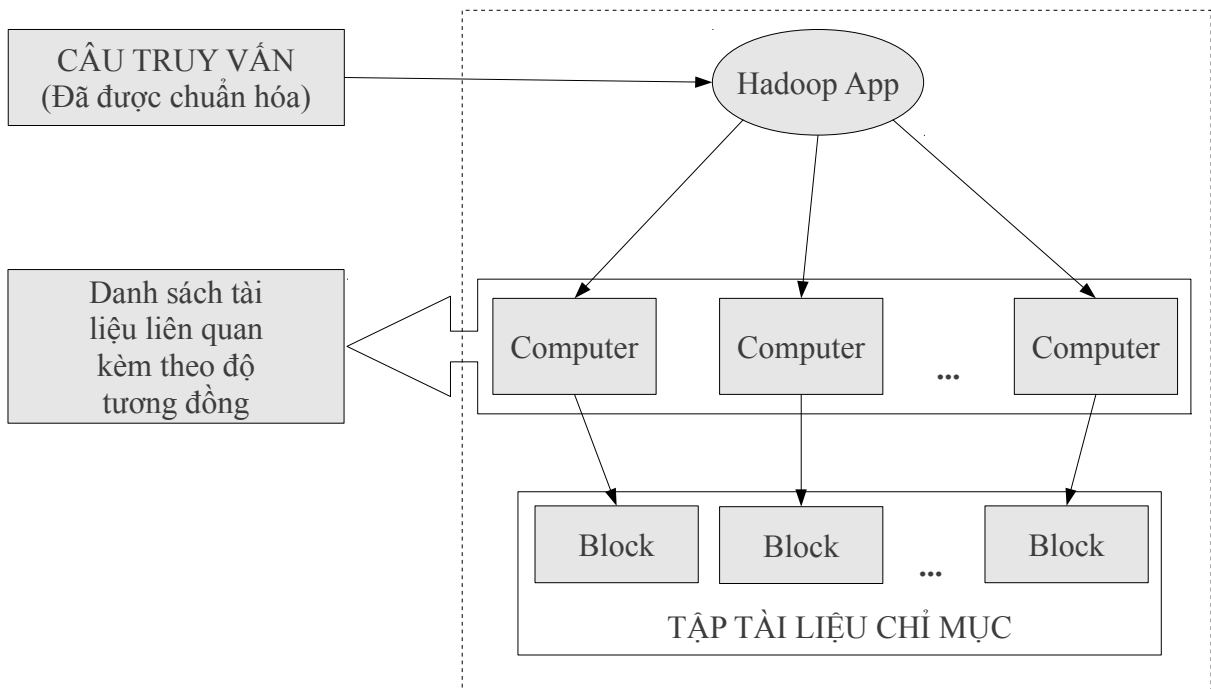 CÂU TRUY VẤN
(Đã được chuẩn hóa)
Hadoop App
Danh sách tài
liệu liên quan
kèm theo độ
tương đồng
Computer
Computer
...
Computer
Block
Block
...
Block
TẬP TÀI LIỆU CHỈ MỤC